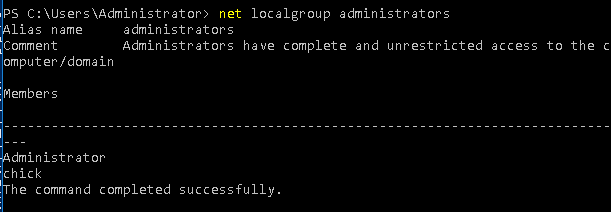 PS C:\Users\Administrator> net localgroup administrators
Alias name     administrators
Comment        Administrators have complete and unrestricted access to the c
omputer/domain
Members
-------------------------------------------------------------------------------
---
Administrator
chick
The command completed successfully.